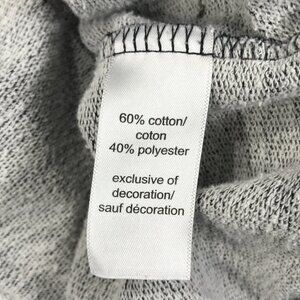 60% cotton/
coton
40% polyester
exclusive of
decoration/
sauf décoration